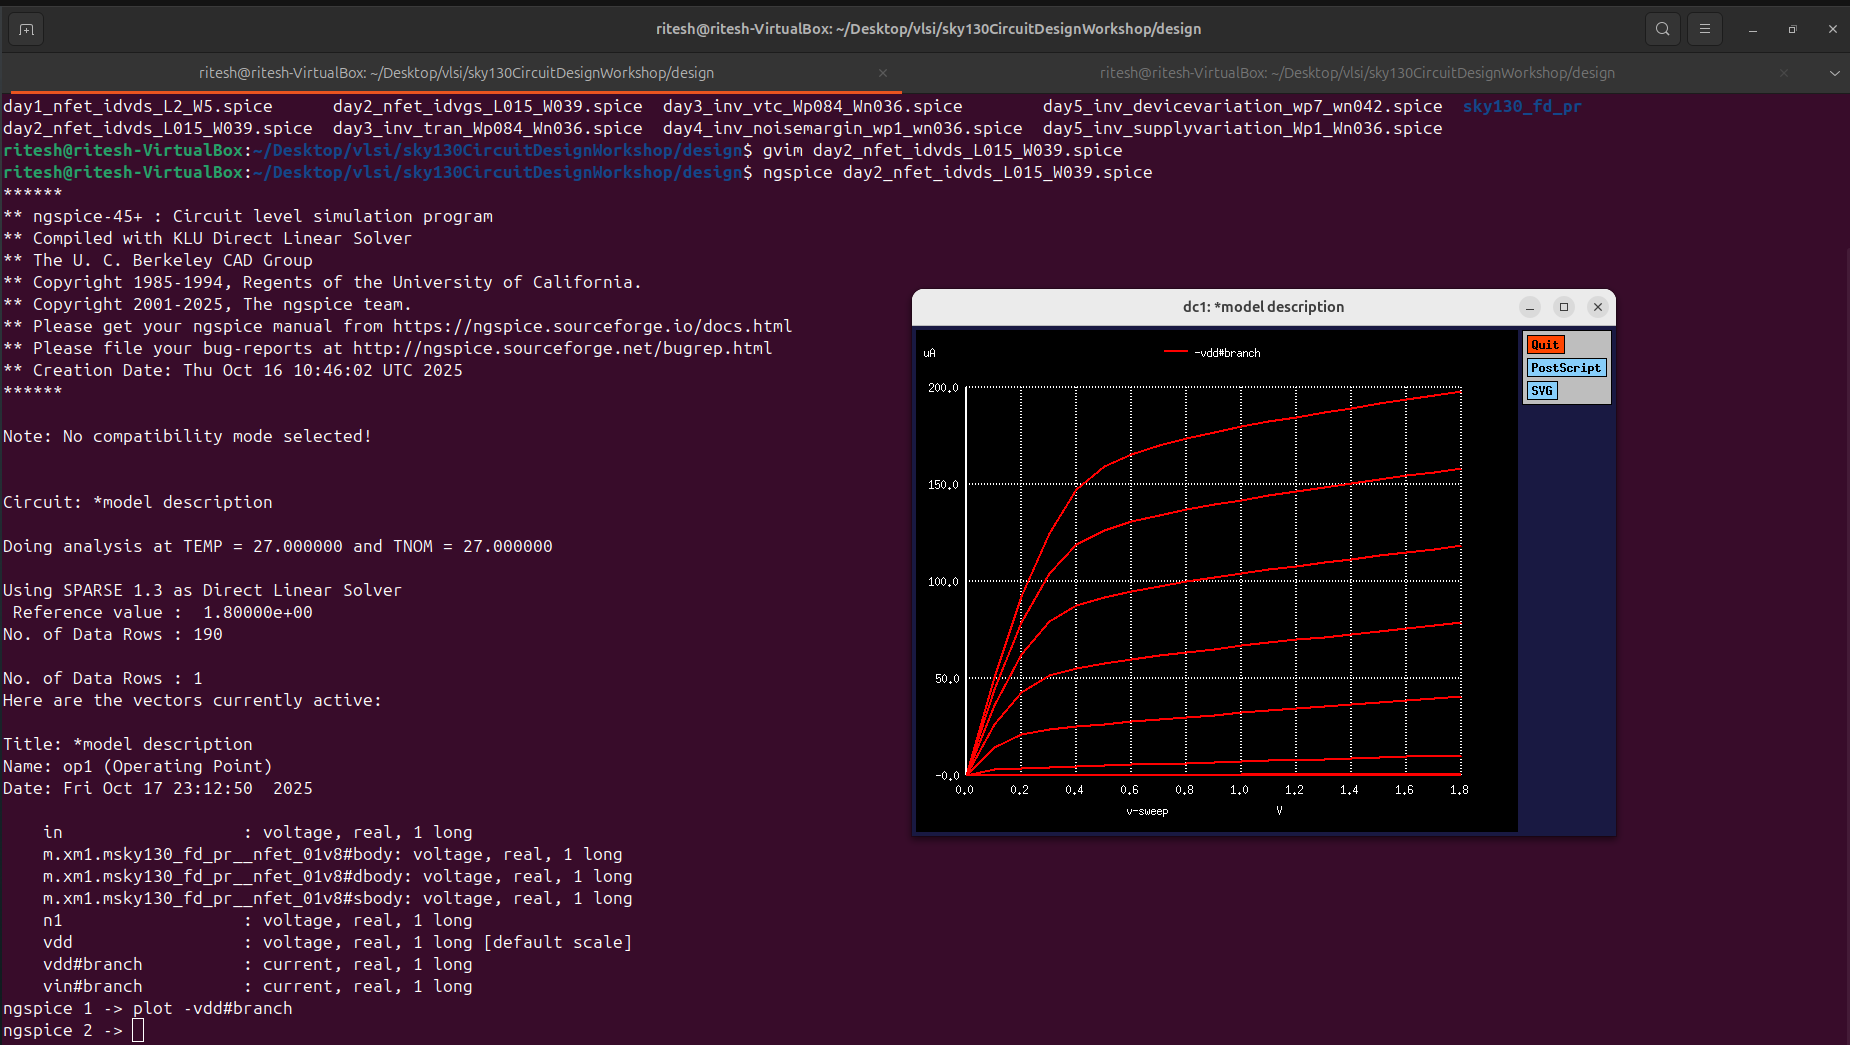 ritesh@ritesh-VirtualBox: ~/Desktop/vlsi/sky130CircuitDesignWorkshop/design
ritesh@ritesh-VirtualBox: ~/Desktop/vlsi/sky130CircuitDesignWorkshop/design
ritesh@ritesh-VirtualBox: ~/Desktop/vlsi/sky130CircuitDesignWorkshop/design
day1_nfet_idvds_L2_W5.spice day2_nfet_idvgs_L015_W039.spice day3_inv_vtc_Wp084_Wn036.spice day5_inv_devicevariation_wp7_wn042.spice sky130_fd_pr
day2_nfet_idvds_L015_W039.spice day3_inv_tran_Wp084_Wn036.spice day4_inv_noisemargin_wp1_wn036.spice day5_inv_supplyvariation_Wp1_Wn036.spice
ritesh@ritesh-VirtualBox:~/Desktop/vlsi/sky130CircuitDesignWorkshop/design$ gvim day2_nfet_idvds_L015_W039.spice
ritesh@ritesh-VirtualBox:~/Desktop/vlsi/sky130CircuitDesignWorkshop/design$ ngspice day2_nfet_idvds_L015_W039.spice
******
** ngspice-45+ : Circuit level simulation program
** Compiled with KLU Direct Linear Solver
** The U. C. Berkeley CAD Group
** Copyright 1985-1994, Regents of the University of California.
** Copyright 2001-2025, The ngspice team.
** Please get your ngspice manual from https://ngspice.sourceforge.io/docs.html
** Please file your bug-reports at http://ngspice.sourceforge.net/bugrep.html
** Creation Date: Thu Oct 16 10:46:02 UTC 2025
******
Note: No compatibility mode selected!
Circuit: *model description
Doing analysis at TEMP = 27.000000 and TNOM = 27.000000
Using SPARSE 1.3 as Direct Linear Solver
Reference value : 1.80000e+00
No. of Data Rows : 190
No. of Data Rows : 1
Here are the vectors currently active:
Title: *model description
Name: op1 (Operating Point)
Date: Fri Oct 17 23:12:50 2025
in : voltage, real, 1 long
m.xm1.msky130_fd_pr__nfet_01v8#body: voltage, real, 1 long
m.xm1.msky130_fd_pr__nfet_01v8#dbody: voltage, real, 1 long
m.xm1.msky130_fd_pr__nfet_01v8#sbody: voltage, real, 1 long
n1 : voltage, real, 1 long
vdd : voltage, real, 1 long [default scale]
vdd#branch : current, real, 1 long
vin#branch : current, real, 1 long
ngspice 1 -> plot -vdd#branch
ngspice 2 ->
dc1: *model description
uA
-vdd#branch
Quit
PostScript
SVG
200.0
150.0
100.0
50.0
-0.0
0.0 0.2 0.4 0.6 0.8 1.0 1.2 1.4 1.6 1.8
v-sweep V